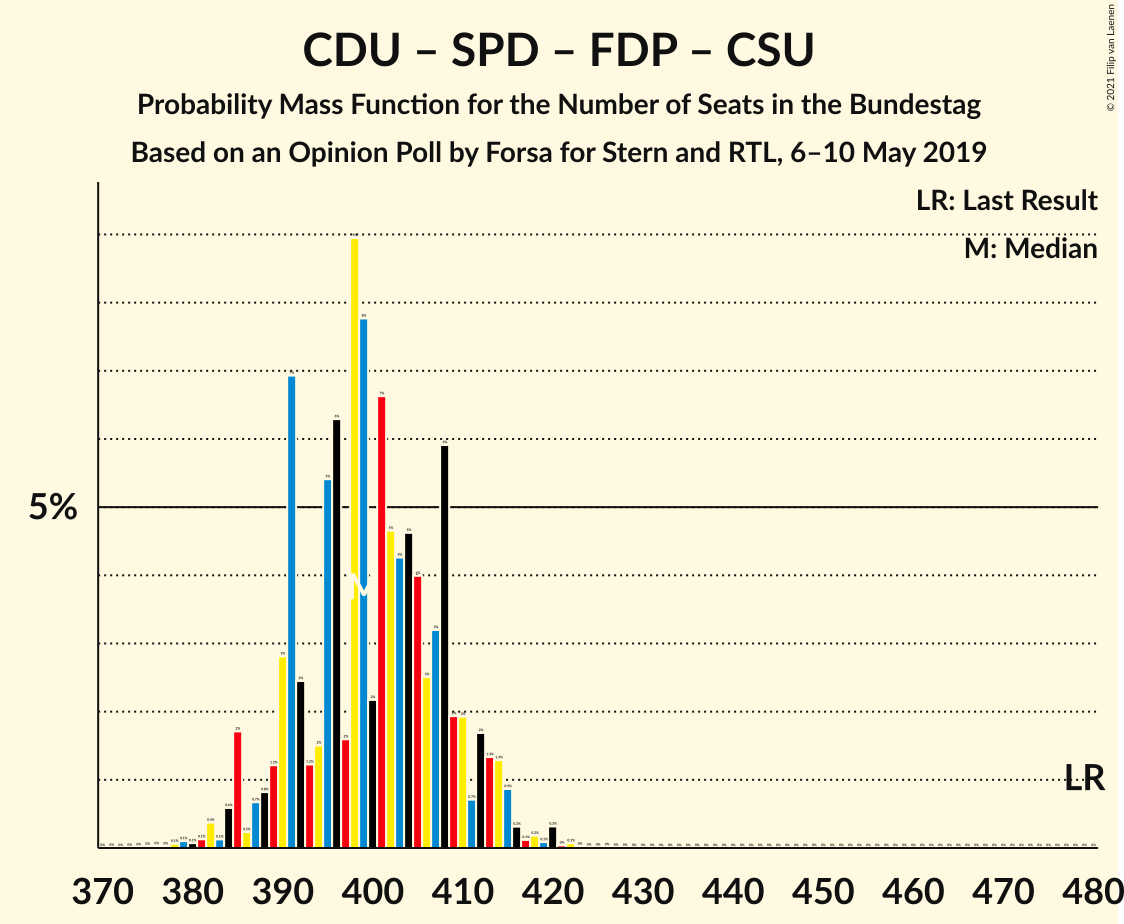 CDU – SPD – FDP – CSU
Probability Mass Function for the Number of Seats in the Bundestag
Based on an Opinion Poll by Forsa for Stern and RTL, 6–10 May 2019
© 2021 Filip van Laenen
LR: Last Result
M: Median
5%
M
LR
370 380 390 400 410 420 430 440 450 460 470 480